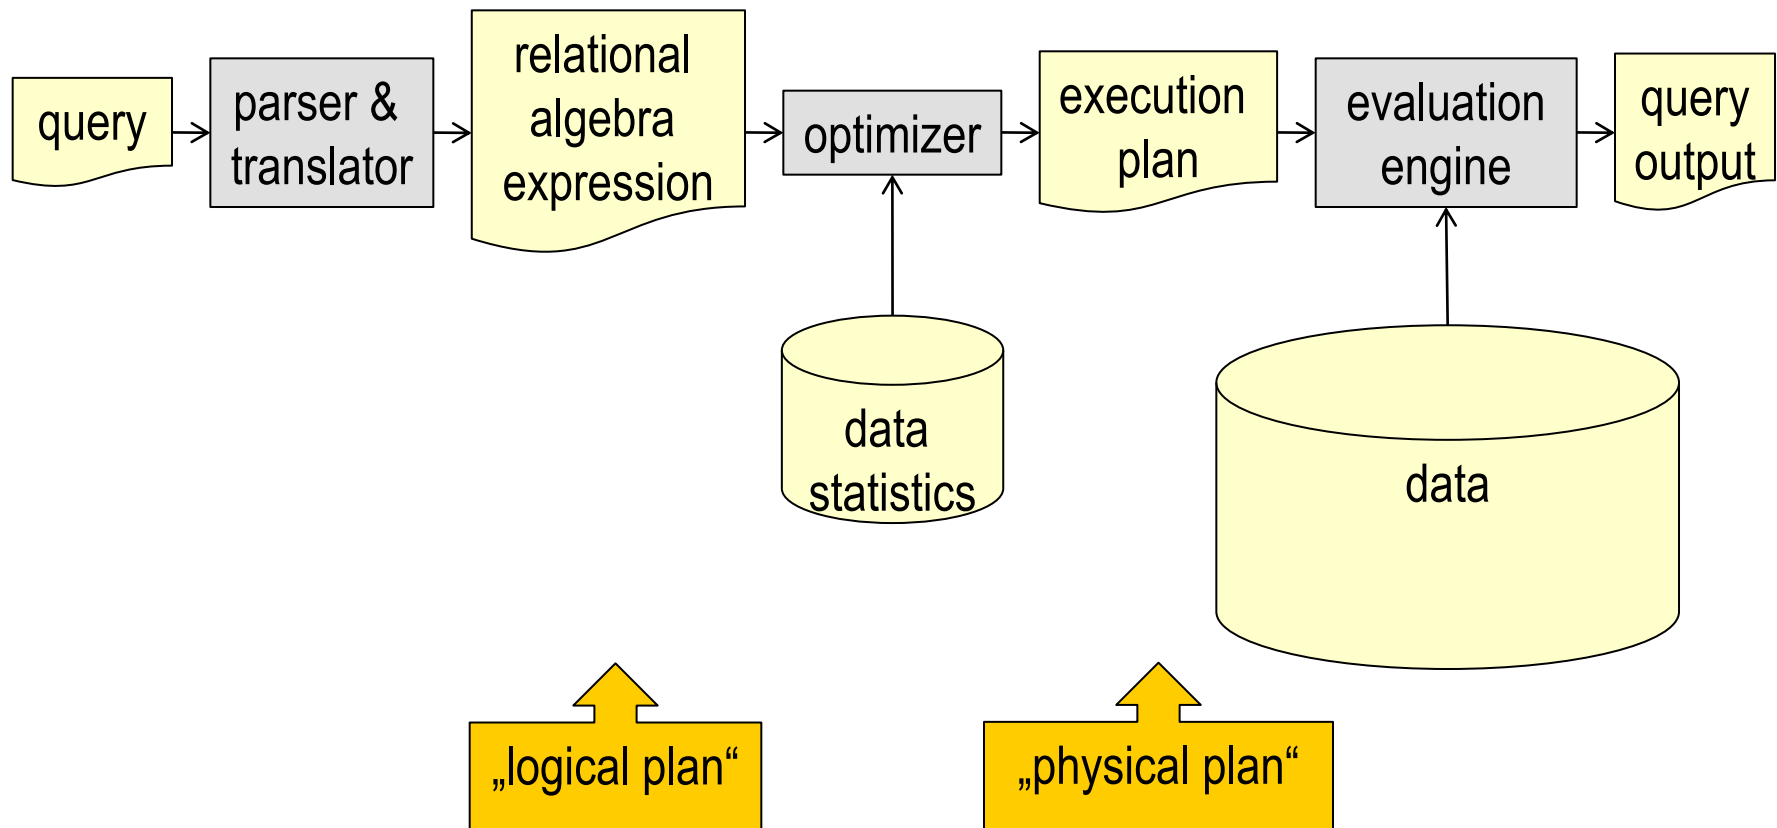 query
parser &
translator
relational
algebra
expression
optimizer
execution
plan
evaluation
engine
query
output
data
statistics
data
„logical plan“
„physical plan“